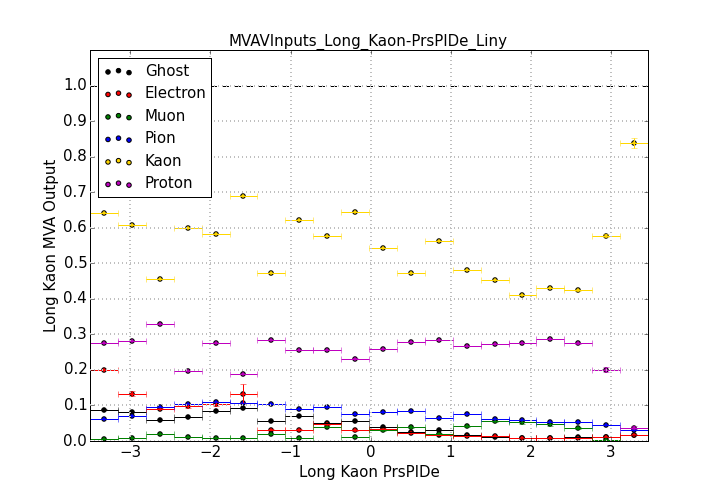 MVAVInputs_Long_Kaon-PrsPIDe_Liny
Long Kaon MVA Output
1.0
0.9
0.8
0.7
0.6
0.5
0.4
0.3
0.2
0.1
0.0
Ghost
Electron
Muon
Pion
Kaon
Proton
−3 −2 −1 0 1 2 3
Long Kaon PrsPIDe